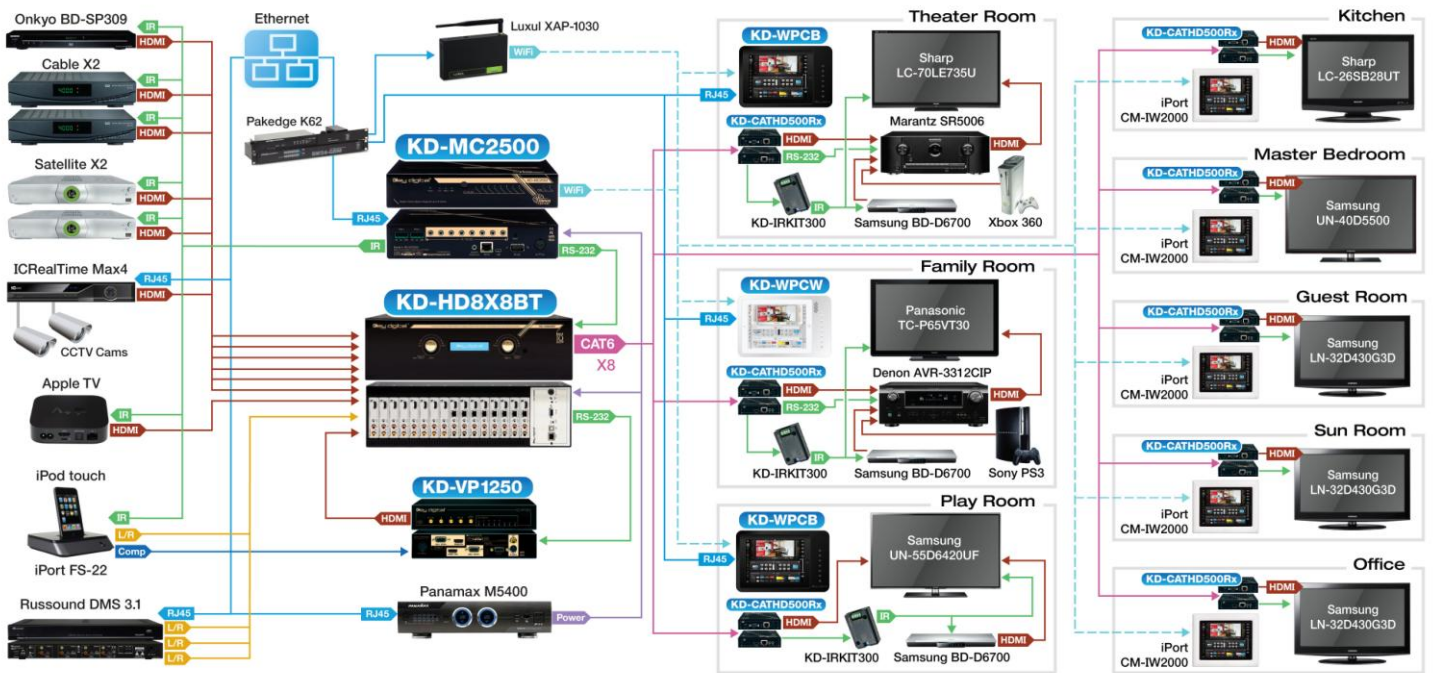 Onkyo BD-SP309
IR
HDMI
Cable X2
IR
HDMI
IR
HDMI
Satellite X2
IR
HDMI
IR
HDMI
ICRealTime Max4
RJ45
HDMI
CCTV Cams
Apple TV
IR
HDMI
iPod touch
IR
L/R
Comp
iPort FS-22
Russound DMS 3.1
RJ45
L/R
L/R
L/R
Ethernet
Luxul XAP-1030
WiFi
Pakedge K62
KD-MC2500
WiFi
RJ45
IR
RS-232
KD-HD8X8BT
CAT6
X8
RS-232
KD-VP1250
HDMI
Panamax M5400
RJ45
Power
Theater Room
KD-WPCB
RJ45
Sharp
LC-70LE735U
KD-CATHD500Rx
HDMI
RS-232
Marantz SR5006
HDMI
IR
KD-IRKIT300
Samsung BD-D6700
Xbox 360
Family Room
KD-WPCW
RJ45
Panasonic
TC-P65VT30
KD-CATHD500Rx
HDMI
RS-232
Denon AVR-3312CIP
HDMI
IR
KD-IRKIT300
Samsung BD-D6700
Sony PS3
Play Room
KD-WPCB
RJ45
Samsung
UN-55D6420UF
KD-CATHD500Rx
HDMI
IR
KD-IRKIT300
Samsung BD-D6700
HDMI
Kitchen
KD-CATHD500Rx
HDMI
Sharp
LC-26SB28UT
iPort
CM-IW2000
Master Bedroom
KD-CATHD500Rx
HDMI
Samsung
UN-40D5500
iPort
CM-IW2000
Guest Room
KD-CATHD500Rx
HDMI
Samsung
LN-32D430G3D
iPort
CM-IW2000
Sun Room
KD-CATHD500Rx
HDMI
Samsung
LN-32D430G3D
iPort
CM-IW2000
Office
KD-CATHD500Rx
HDMI
Samsung
LN-32D430G3D
iPort
CM-IW2000